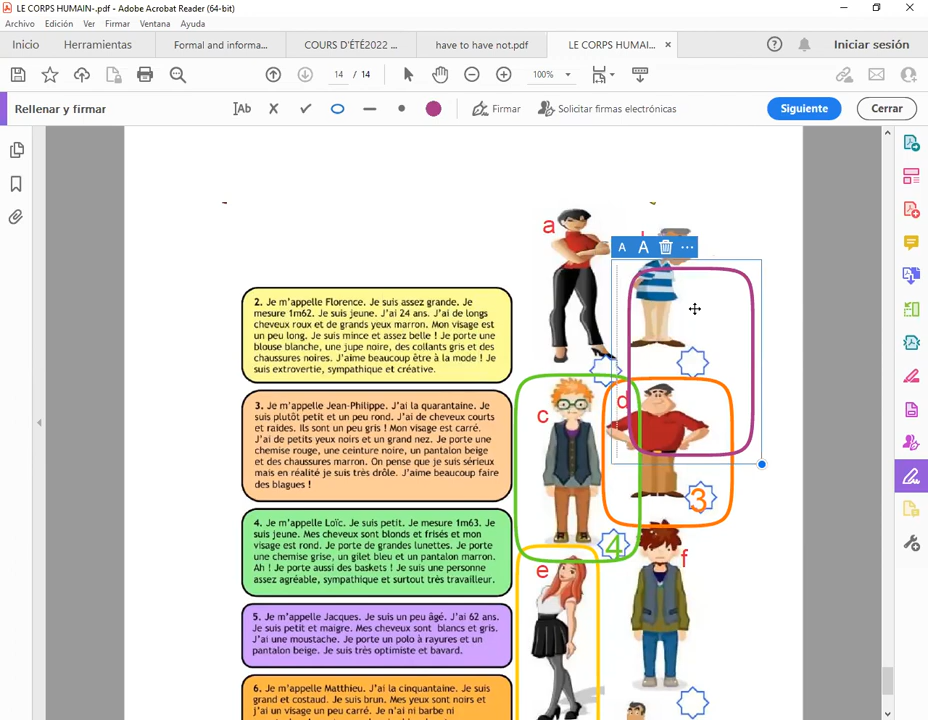 LE CORPS HUMAIN-.pdf - Adobe Acrobat Reader (64-bit)
Archivo Edición Ver Firmar Ventana Ayuda
Inicio Herramientas Formal and informa... COURS D'ÉTÉ2022 ... have to have not.pdf LE CORPS HUMAI... × Iniciar sesión
14 / 14 100%
Rellenar y firmar Ab Firmar Solicitar firmas electrónicas Siguiente Cerrar
a
A A
2. Je m'appelle Florence. Je suis assez grande. Je
mesure 1m62. Je suis jeune. J'ai 24 ans. J'ai de longs
cheveux roux et de grands yeux marron. Mon visage est
un peu long. Je suis mince et assez belle ! Je porte une
blouse blanche, une jupe noire, des collants gris et des
chaussures noires. J'aime beaucoup être à la mode ! Je
suis extrovertie, sympathique et créative.
3. Je m'appelle Jean-Philippe. J'ai la quarantaine. Je
suis plutôt petit et un peu rond. J'ai de cheveux courts
et raides. Ils sont un peu gris ! Mon visage est carré.
J'ai de petits yeux noirs et un grand nez. Je porte une
chemise rouge, une ceinture noire, un pantalon beige
et des chaussures marron. On pense que je suis sérieux
mais en réalité je suis très drôle. J'aime beaucoup faire
des blagues !
c
d
3
4. Je m'appelle Loïc. Je suis petit. Je mesure 1m63. Je
suis jeune. Mes cheveux sont blonds et frisés et mon
visage est rond. Je porte de grandes lunettes. Je porte
une chemise grise, un gilet bleu et un pantalon marron.
Ah ! Je porte aussi des baskets ! Je suis une personne
assez agréable, sympathique et surtout très travailleur.
4
e
f
5. Je m'appelle Jacques. Je suis un peu âgé. J'ai 62 ans.
Je suis petit et maigre. Mes cheveux sont blancs et gris.
J'ai une moustache. Je porte un polo à rayures et un
pantalon beige. Je suis très optimiste et bavard.
6. Je m'appelle Matthieu. J'ai la cinquantaine. Je suis
grand et costaud. Je suis brun. Mes yeux sont noirs et
j'ai un visage un peu carré. Je n'ai ni barbe ni